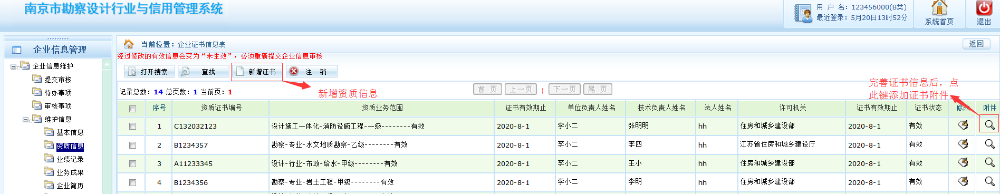 南京市勘察设计行业与信用管理系统
用 户 名：123456000(B类)
最近登录：5月20日13时52分
系统首页
退出
企业信息管理
企业信息维护
提交审核
待办事项
审核事项
维护信息
基本信息
资质信息
业绩记录
业务成果
企业简历
当前位置：企业证书信息表
返回
经过修改的有效信息会变为“未生效”，必须重新提交企业信息审核
打开搜索 查找 新增证书 注 销
新增资质信息
完善证书信息后，点
此键添加证书附件。
记录总数：14 总页数：1 当前页：1
首 页 上一页 下一页 尾 页
序号 资质证书编号 资质业务范围 证书有效期止 单位负责人姓名 技术负责人姓名 法人姓名 许可机关 证书有效期止 证书状态 修改 附件
1 C132032123 设计施工一体化-消防设施工程-一级--------有效 2020-8-1 李小二 张明明 hh 住房和城乡建设部 2020-8-1 有效
2 B1234357 勘察-专业-水文地质勘察-乙级--------有效 2020-8-1 李小二 李四 hh 江苏省住房和城乡建设厅 2020-8-1 有效
3 A11233345 设计-行业-市政-给水-甲级--------有效 2020-8-1 李小二 王小 hh 住房和城乡建设部 2020-8-1 有效
4 B1234356 勘察-专业-岩土工程-甲级--------有效 2020-8-1 李小二 李明 hh 住房和城乡建设部 2020-8-1 有效